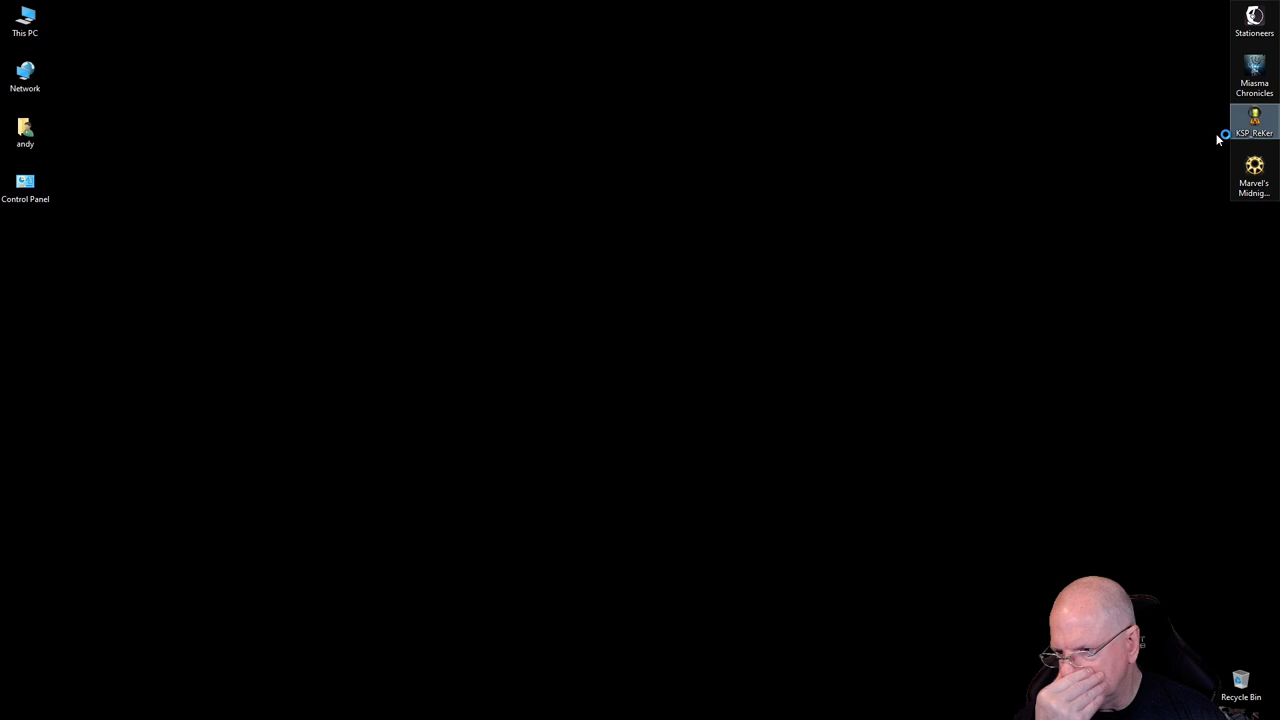 This PC
Network
andy
Control Panel
Stationeers
Miasma
Chronicles
KSP_ReKer
Marvel's
Midnig...
Recycle Bin